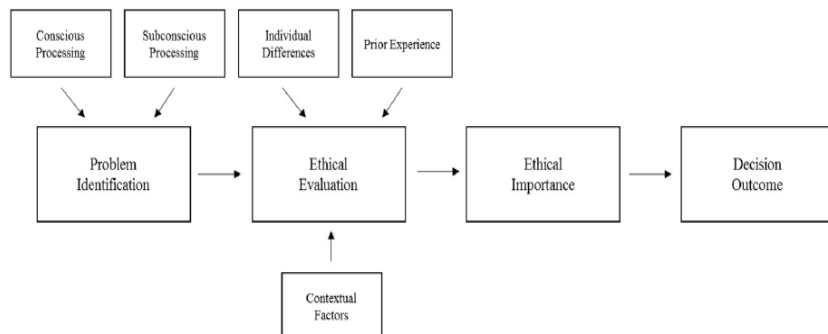 Conscious
Processing
Subconscious
Processing
Individual
Differences
Prior Experience
Problem
Identification
Ethical
Evaluation
Ethical
Importance
Decision
Outcome
Contextual
Factors